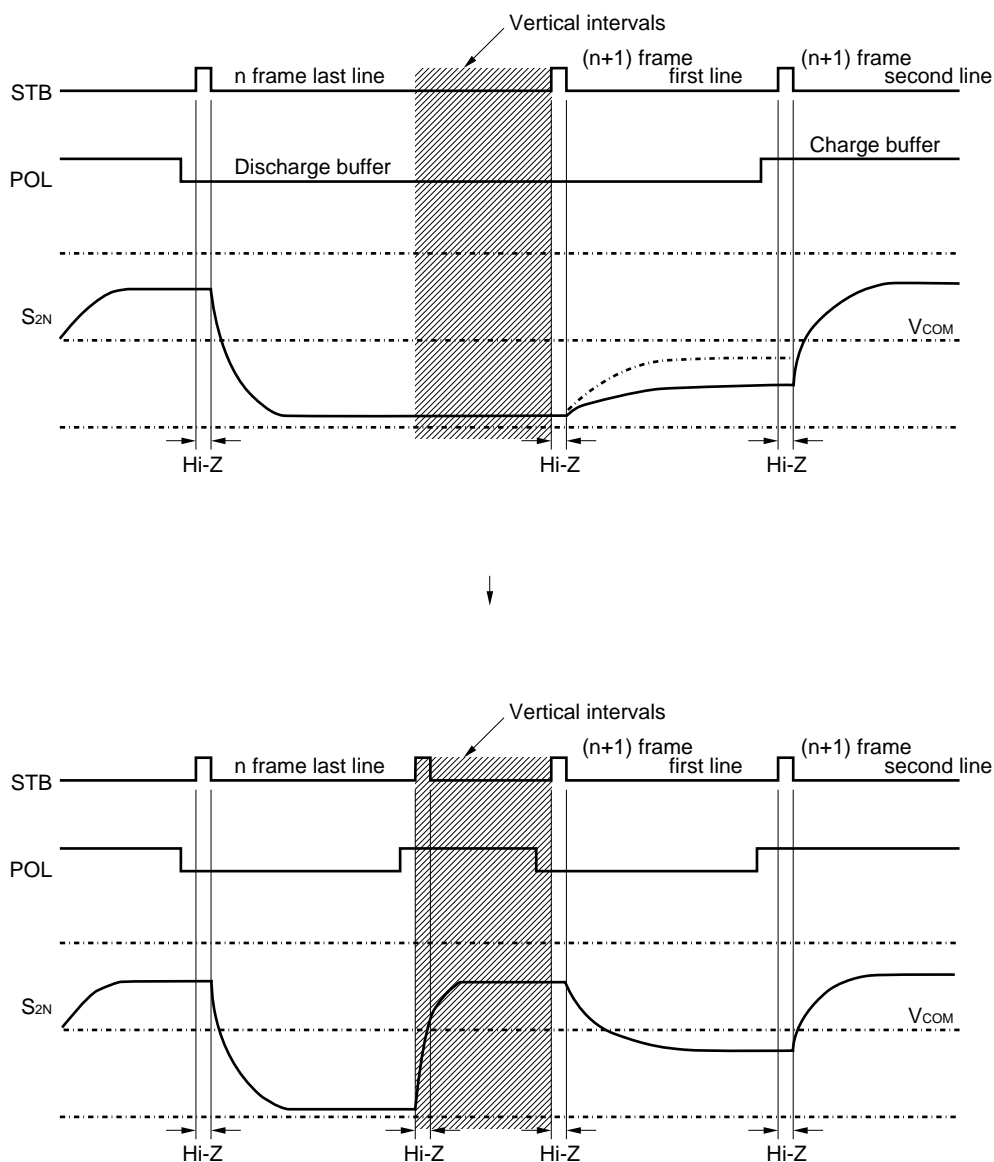 Vertical intervals
(n+1) frame
(n+1) frame
n frame last line
first line
second line
STB
Charge buffer
Discharge buffer
POL
S2N
VCOM
Hi-Z
Hi-Z
Hi-Z
Vertical intervals
(n+1) frame
(n+1) frame
n frame last line
first line
second line
STB
POL
S2N
VCOM
Hi-Z
Hi-Z
Hi-Z
Hi-Z